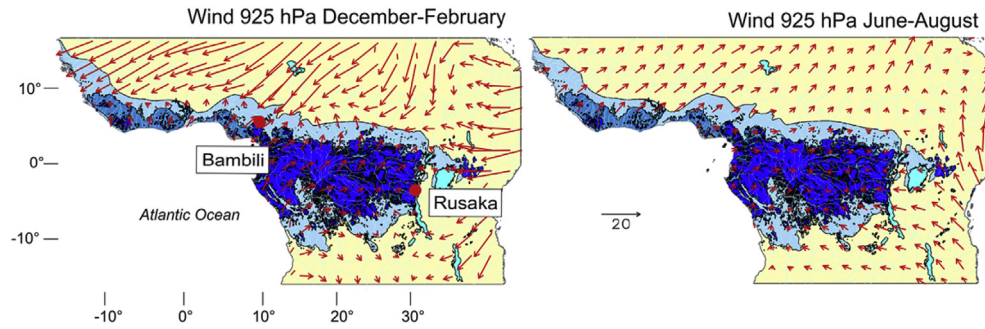 Wind 925 hPa December-February
Wind 925 hPa June-August
10°
0°
-10°
Bambili
Rusaka
Atlantic Ocean
20
-10°
0°
10°
20°
30°